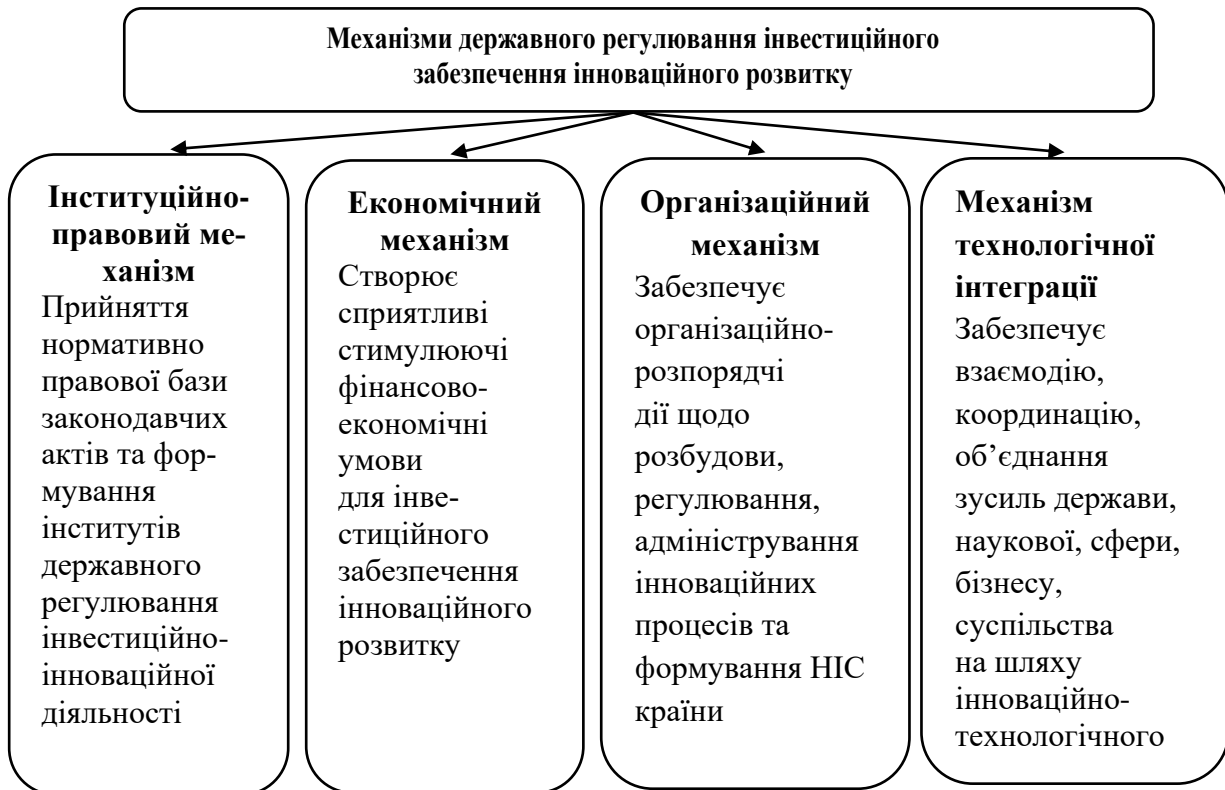 Механізми державного регулювання інвестиційного
забезпечення інноваційного розвитку
Інституційно-
правовий ме-
ханізм
Прийняття
нормативно
правової бази
законодавчих
актів та фор-
мування
інститутів
державного
регулювання
інвестиційно-
інноваційної
діяльності
Економічний
механізм
Створює
сприятливі
стимулюючі
фінансово-
економічні
умови
для інве-
стиційного
забезпечення
інноваційного
розвитку
Організаційний
механізм
Забезпечує
організаційно-
розпорядчі
дії щодо
розбудови,
регулювання,
адміністрування
інноваційних
процесів та
формування НІС
країни
Механізм
технологічної
інтеграції
Забезпечує
взаємодію,
координацію,
об’єднання
зусиль держави,
наукової, сфери,
бізнесу,
суспільства
на шляху
інноваційно-
технологічного